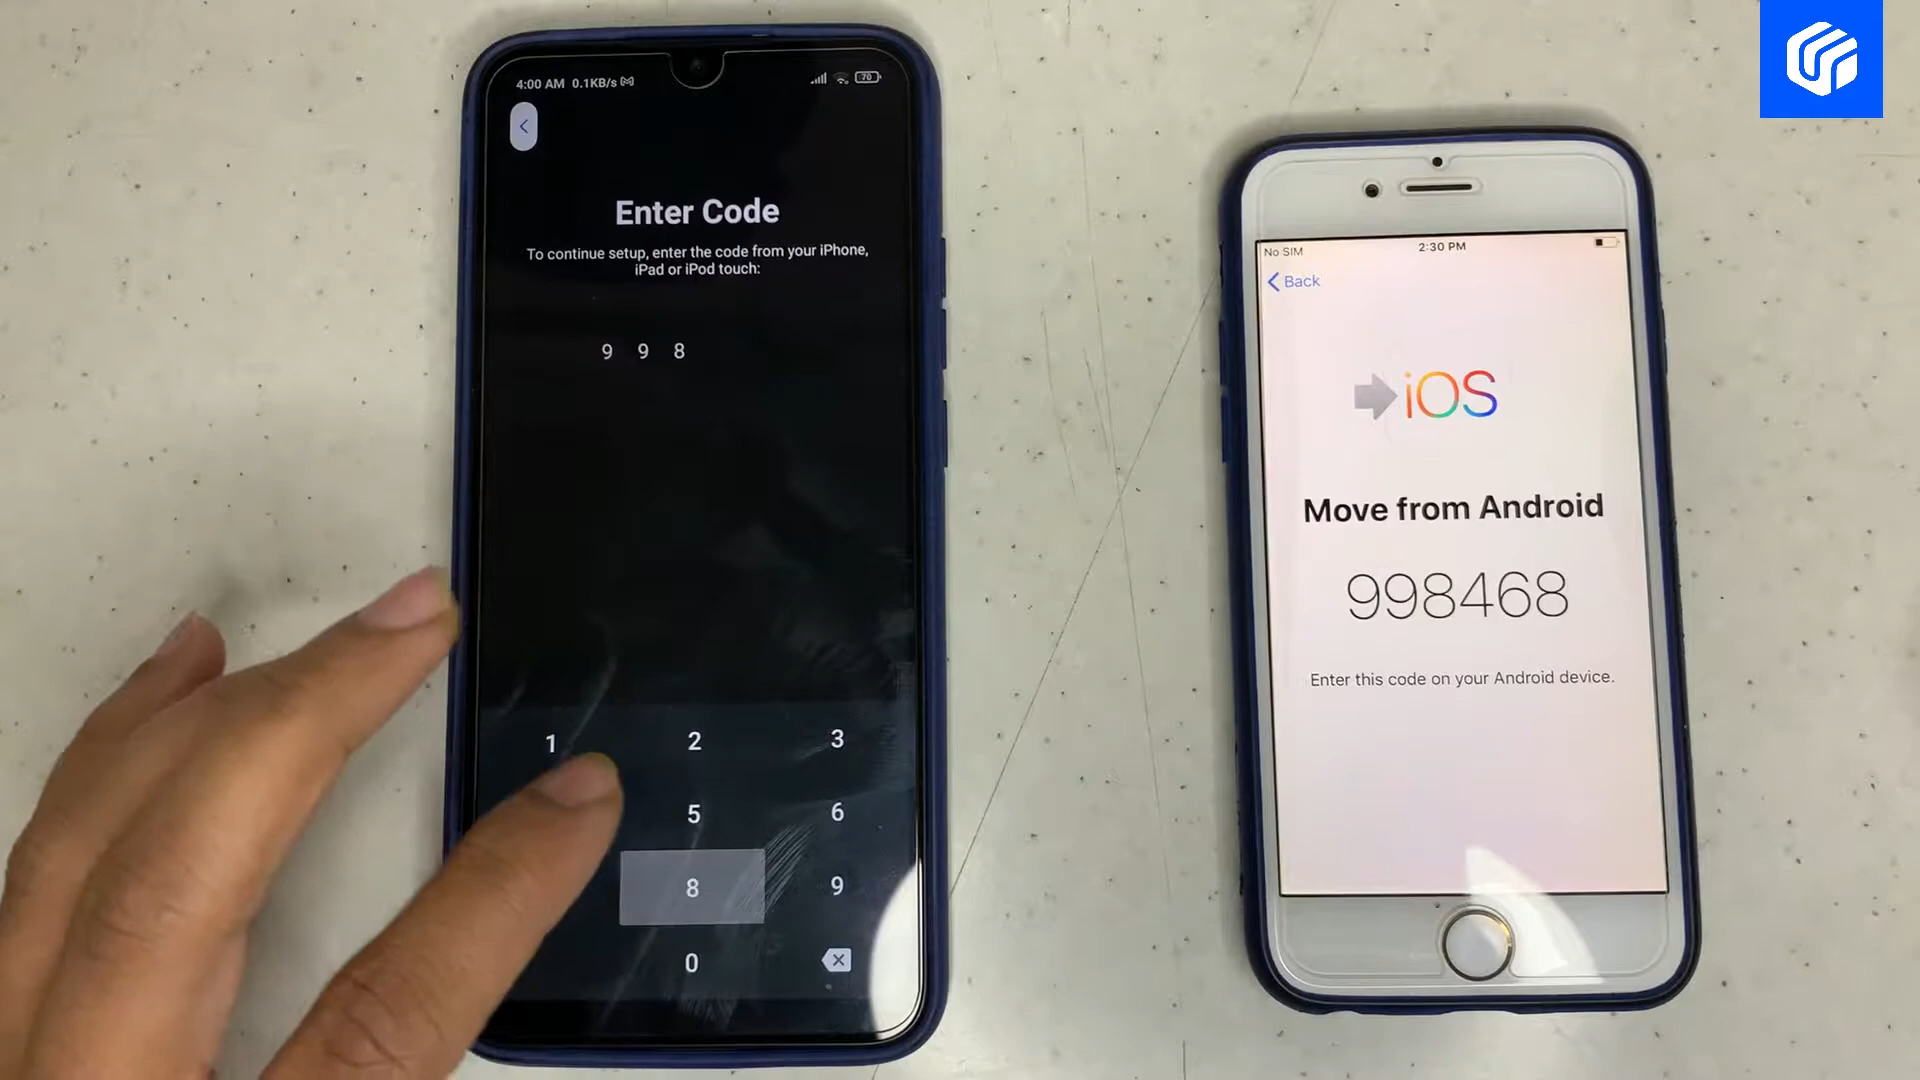 4:00 AM 0.1KB/s
70
Enter Code
To continue setup, enter the code from your iPhone,
iPad or iPod touch:
9 9 8
1 2 3
5 6
8 9
0
No SIM 2:30 PM
Back
iOS
Move from Android
998468
Enter this code on your Android device.